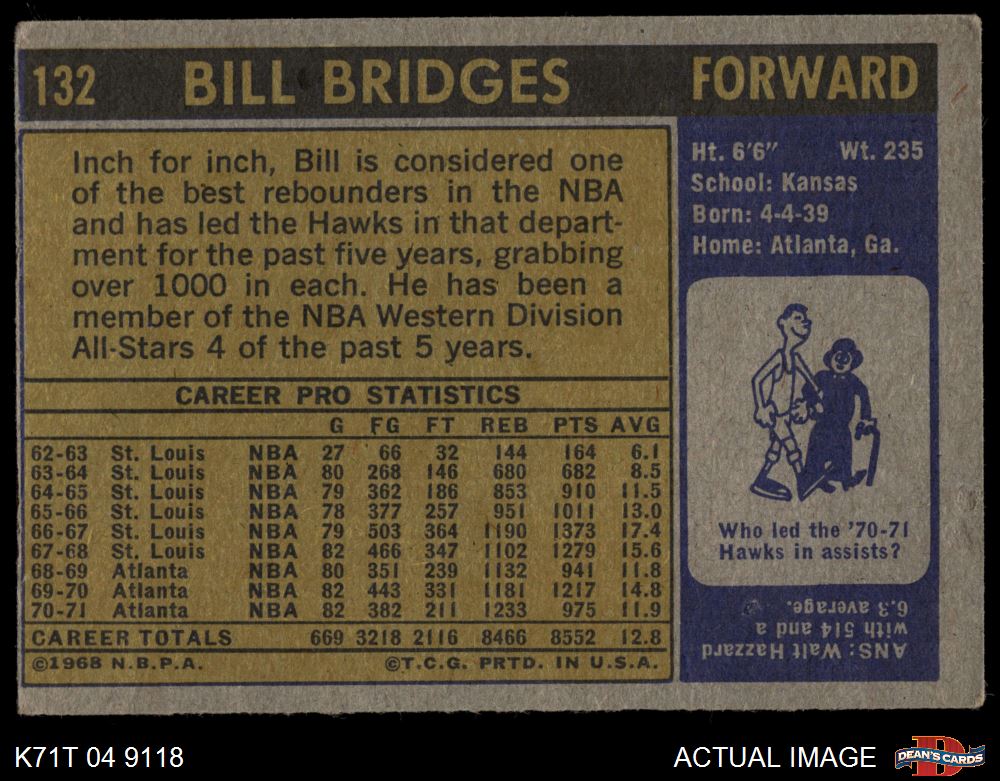 132 BILL BRIDGES FORWARD
Inch for inch, Bill is considered one
of the best rebounders in the NBA
and has led the Hawks in that depart-
ment for the past five years, grabbing
over 1000 in each. He has been a
member of the NBA Western Division
All-Stars 4 of the past 5 years.
CAREER PRO STATISTICS
G FG FT REB PTS AVG
62-63 St. Louis NBA 27 66 32 144 164 6.1
63-64 St. Louis NBA 80 268 146 680 682 8.5
64-65 St. Louis NBA 79 362 186 853 910 11.5
65-66 St. Louis NBA 78 377 257 951 1011 13.0
66-67 St. Louis NBA 79 503 364 1190 1373 17.4
67-68 St. Louis NBA 82 466 347 1102 1279 15.6
68-69 Atlanta NBA 80 351 239 1132 941 11.8
69-70 Atlanta NBA 82 443 331 1181 1217 14.8
70-71 Atlanta NBA 82 382 211 1233 975 11.9
CAREER TOTALS 669 3218 2116 8466 8552 12.8
©1968 N.B.P.A. ©T.C.G. PRTD. IN U.S.A.
Ht. 6'6" Wt. 235
School: Kansas
Born: 4-4-39
Home: Atlanta, Ga.
Who led the '70-71
Hawks in assists?
ANS: Walt Hazzard
with 514 and a
6.3 average.
K71T 04 9118 ACTUAL IMAGE
D
DEAN'S CARDS